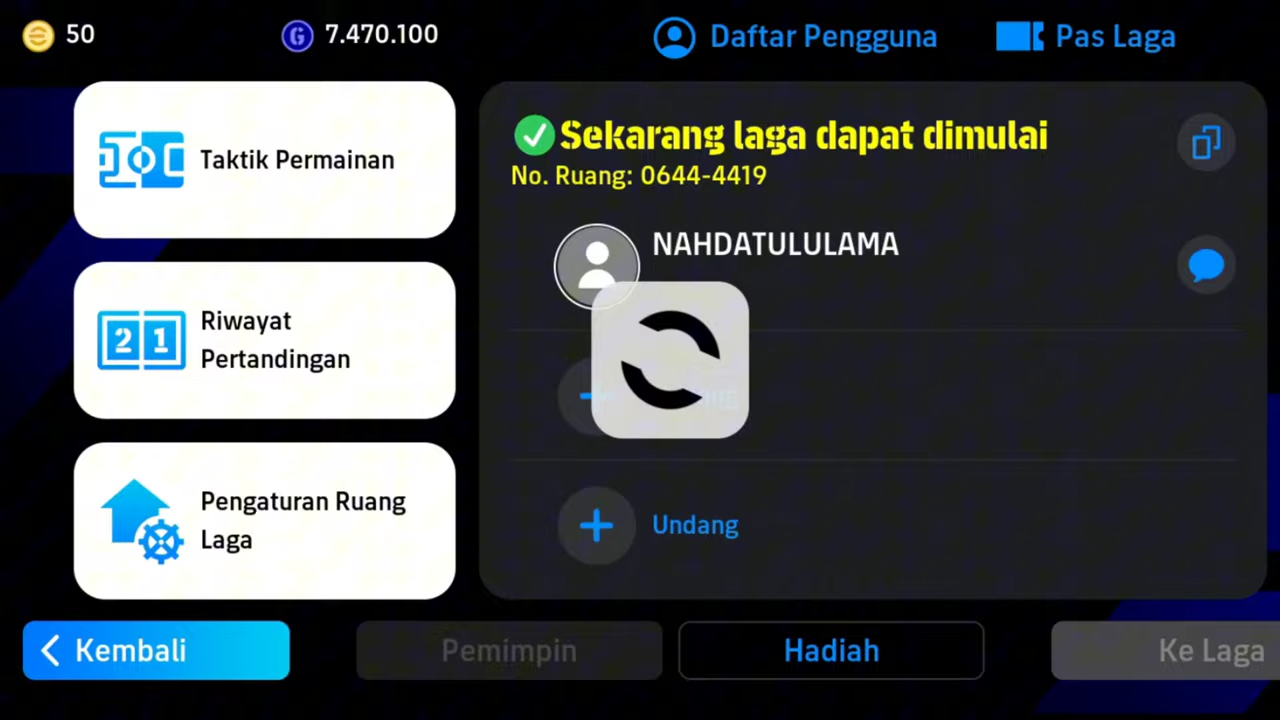 50
7.470.100
Daftar Pengguna
Pas Laga
Taktik Permainan
Sekarang laga dapat dimulai
No. Ruang: 0644-4419
NAHDATULULAMA
21
Riwayat
Pertandingan
Undang
Pengaturan Ruang
Laga
Kembali
Pemimpin
Hadiah
Ke Laga